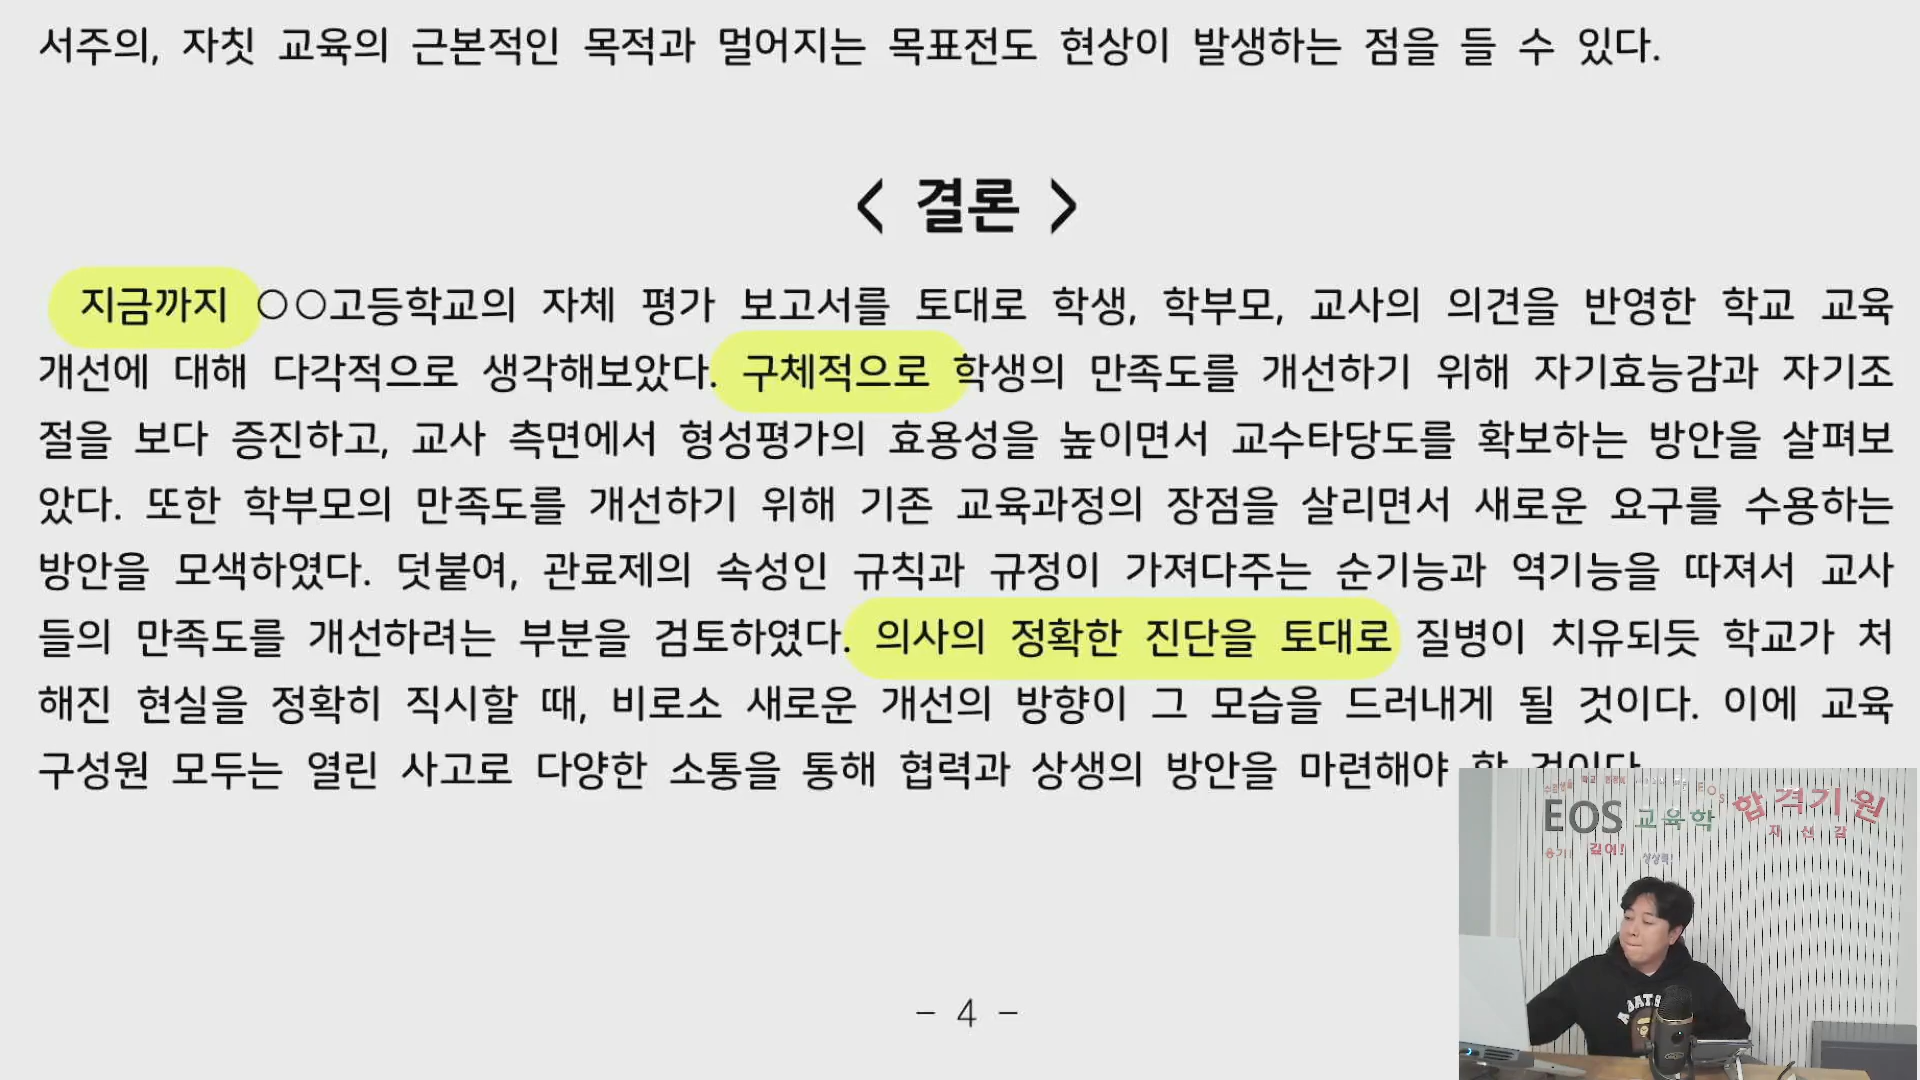 서주의, 자칫 교육의 근본적인 목적과 멀어지는 목표전도 현상이 발생하는 점을 들 수 있다.
< 결론 >
지금까지 ○○고등학교의 자체 평가 보고서를 토대로 학생, 학부모, 교사의 의견을 반영한 학교 교육
개선에 대해 다각적으로 생각해보았다. 구체적으로 학생의 만족도를 개선하기 위해 자기효능감과 자기조
절을 보다 증진하고, 교사 측면에서 형성평가의 효용성을 높이면서 교수타당도를 확보하는 방안을 살펴보
았다. 또한 학부모의 만족도를 개선하기 위해 기존 교육과정의 장점을 살리면서 새로운 요구를 수용하는
방안을 모색하였다. 덧붙여, 관료제의 속성인 규칙과 규정이 가져다주는 순기능과 역기능을 따져서 교사
들의 만족도를 개선하려는 부분을 검토하였다. 의사의 정확한 진단을 토대로 질병이 치유되듯 학교가 처
해진 현실을 정확히 직시할 때, 비로소 새로운 개선의 방향이 그 모습을 드러내게 될 것이다. 이에 교육
구성원 모두는 열린 사고로 다양한 소통을 통해 협력과 상생의 방안을 마련해야 할 것이다.
EOS
EOS 교육학 합격기원
자신감
용기! 깊이! 상상력!
- 4 -